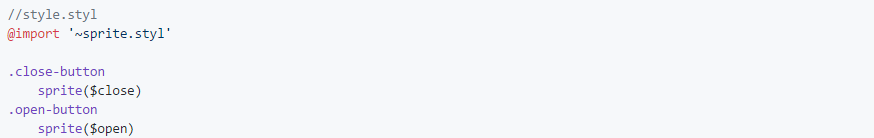 //style.styl
@import '~sprite.styl'

.close-button
    sprite($close)
.open-button
    sprite($open)